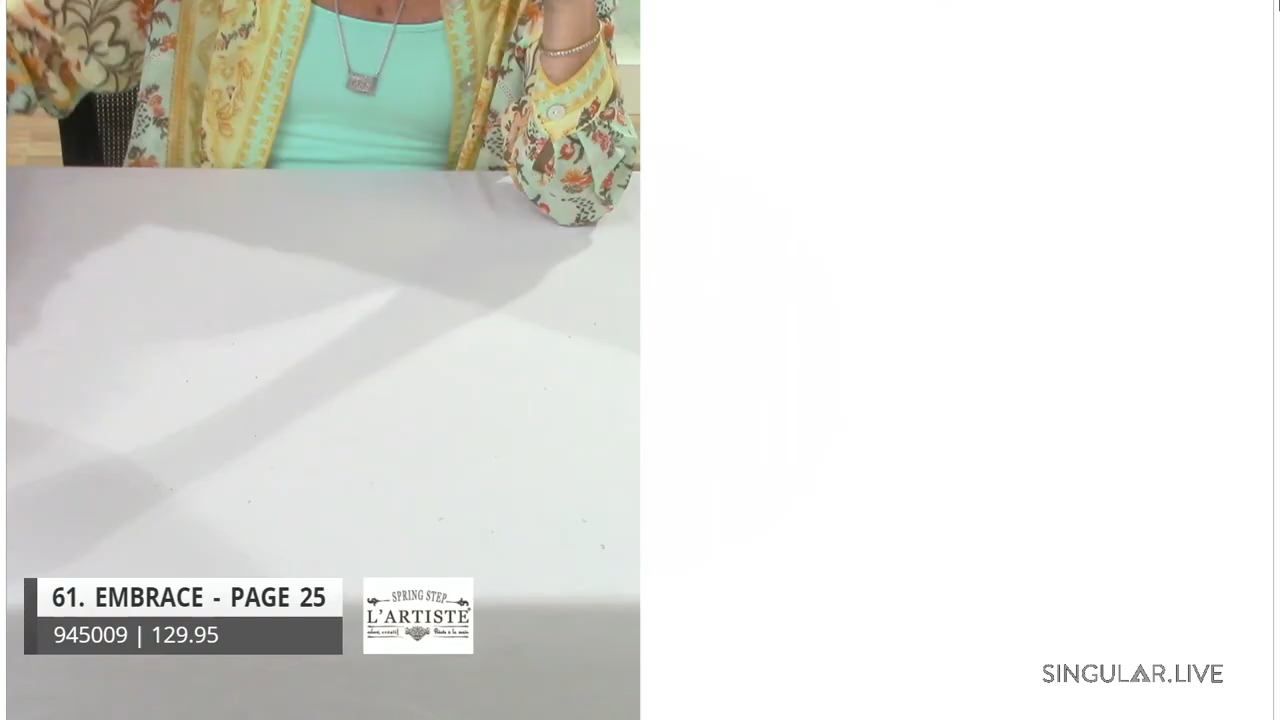 61. EMBRACE - PAGE 25
945009 | 129.95
SPRING STEP
L'ARTISTE
SINGULAR.LIVE